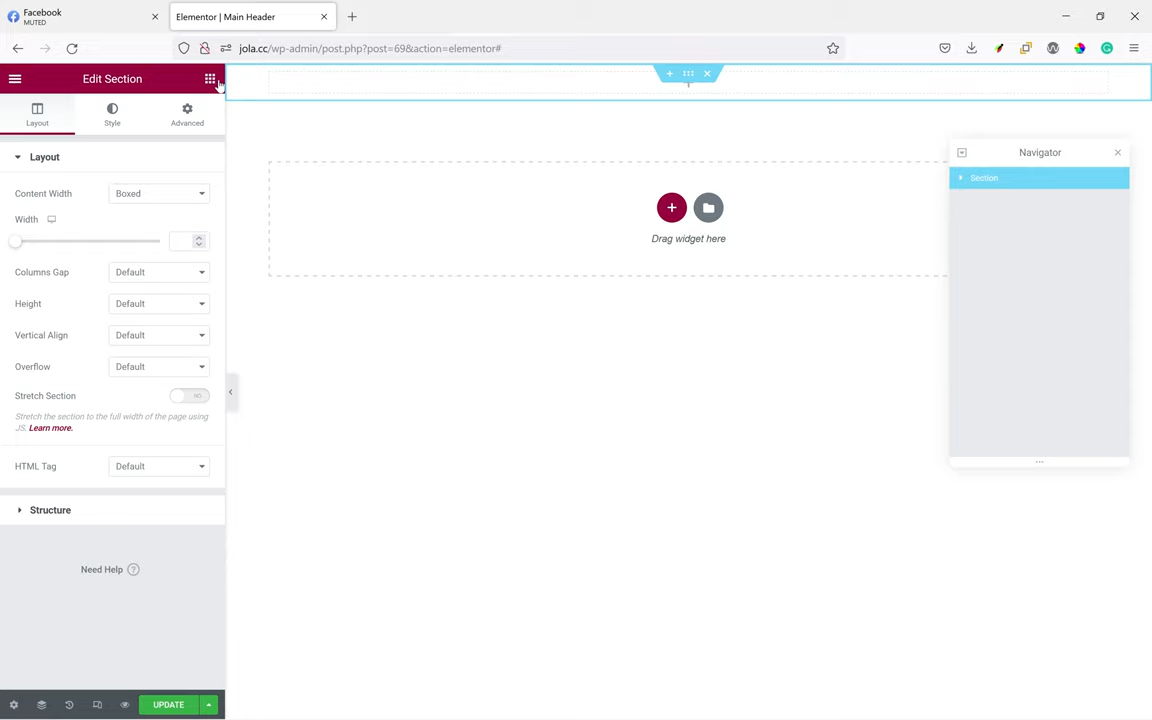 Facebook
MUTED
Elementor | Main Header
jola.cc/wp-admin/post.php?post=69&action=elementor#
Edit Section
Layout
Style
Advanced
Layout
Content Width
Boxed
Width
Columns Gap
Default
Height
Default
Vertical Align
Default
Overflow
Default
Stretch Section
NO
Stretch the section to the full width of the page using
JS. Learn more.
HTML Tag
Default
Structure
Need Help
UPDATE
Drag widget here
Navigator
Section